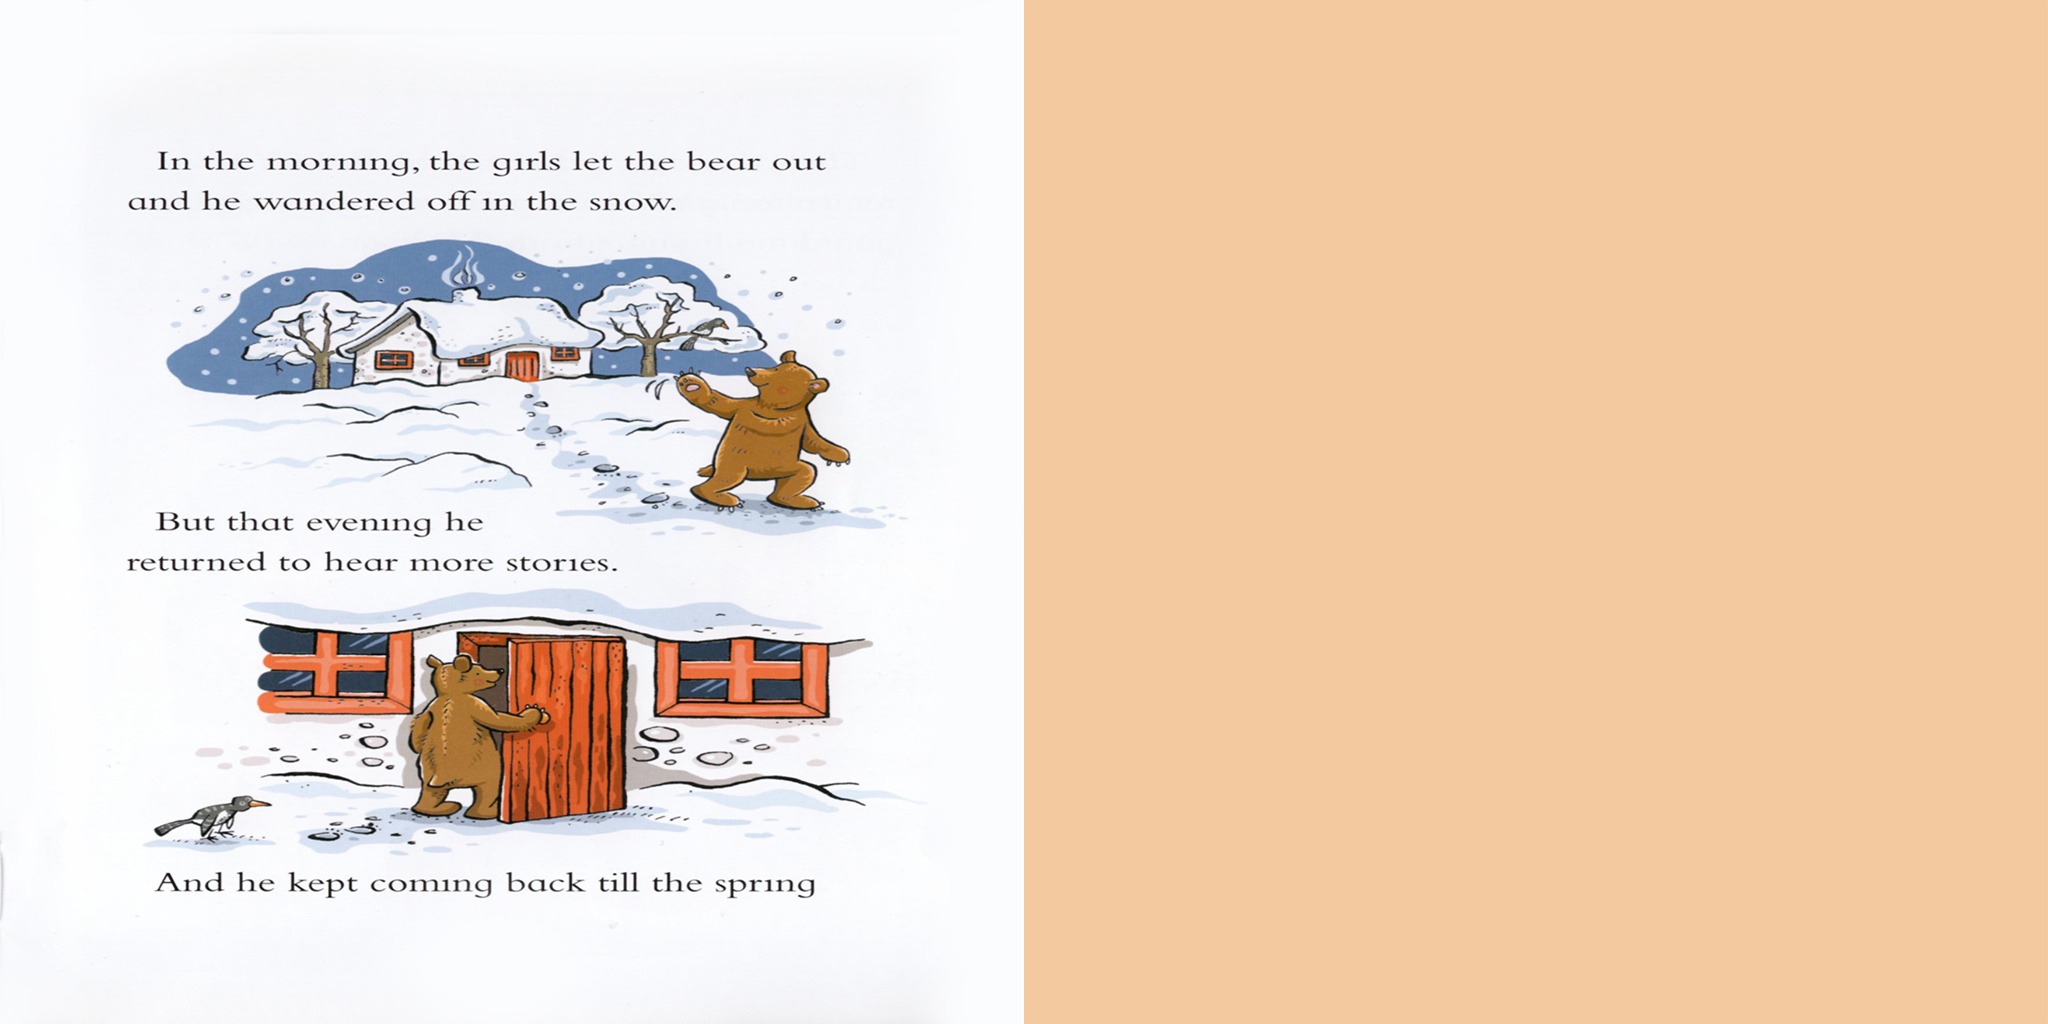 In the morning, the girls let the bear out
and he wandered off in the snow.
But that evening he
returned to hear more stories.
And he kept coming back till the spring